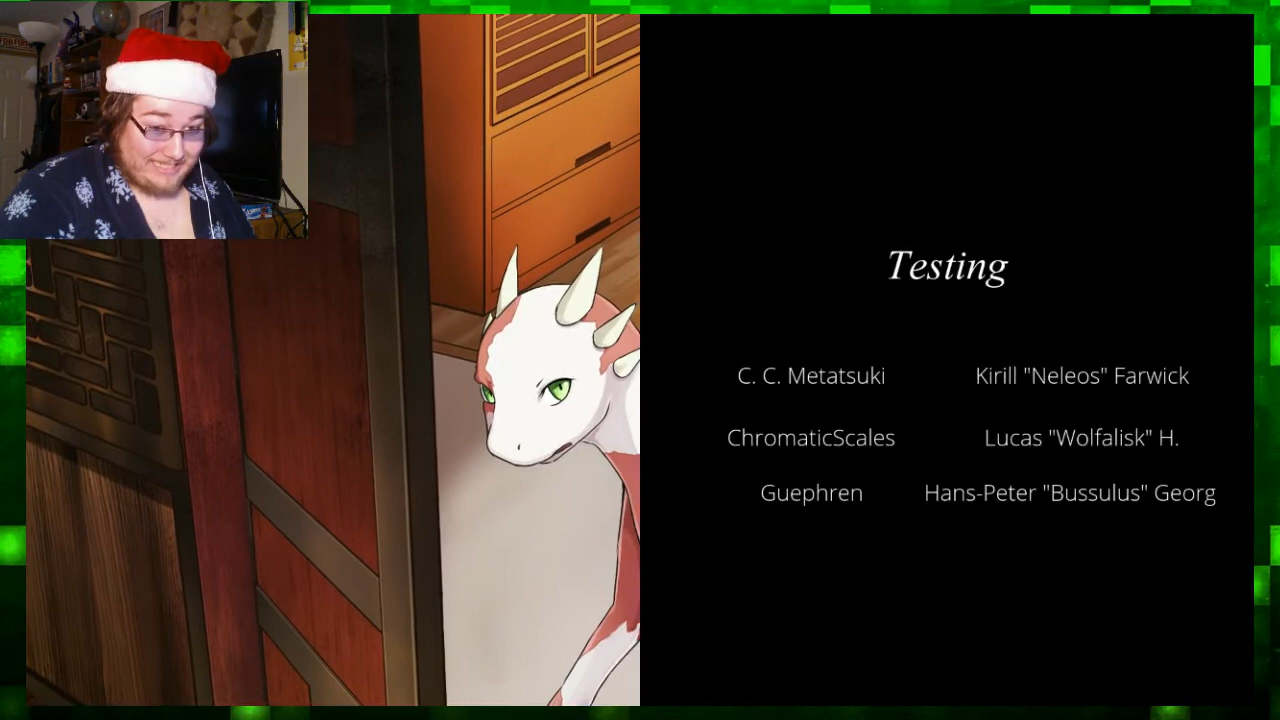 Testing
C. C. Metatsuki
Kirill "Neleos" Farwick
ChromaticScales
Lucas "Wolfalisk" H.
Guephren
Hans-Peter "Bussulus" Georg